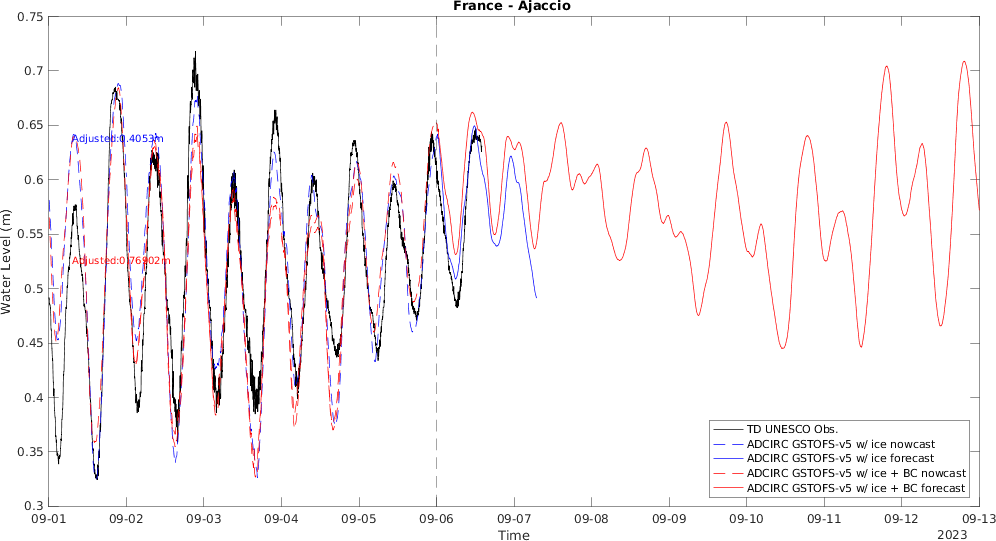 France - Ajaccio
0.75
0.7
0.65
0.6
0.55
0.5
0.45
0.4
0.35
0.3
Water Level (m)
Adjusted:0.4053m
Adjusted:0.76902m
TD UNESCO Obs.
ADCIRC GSTOFS-v5 w/ ice nowcast
ADCIRC GSTOFS-v5 w/ ice forecast
ADCIRC GSTOFS-v5 w/ ice + BC nowcast
ADCIRC GSTOFS-v5 w/ ice + BC forecast
09-01 09-02 09-03 09-04 09-05 09-06 09-07 09-08 09-09 09-10 09-11 09-12 09-13
Time
2023